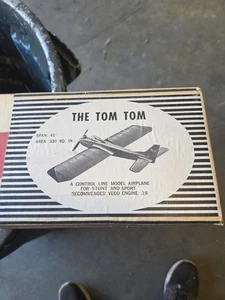 THE TOM TOM
SPAN: 42"
AREA: 330 SQ. IN.
A CONTROL LINE MODEL AIRPLANE
FOR STUNT AND SPORT
RECOMMENDED VECO ENGINE .19